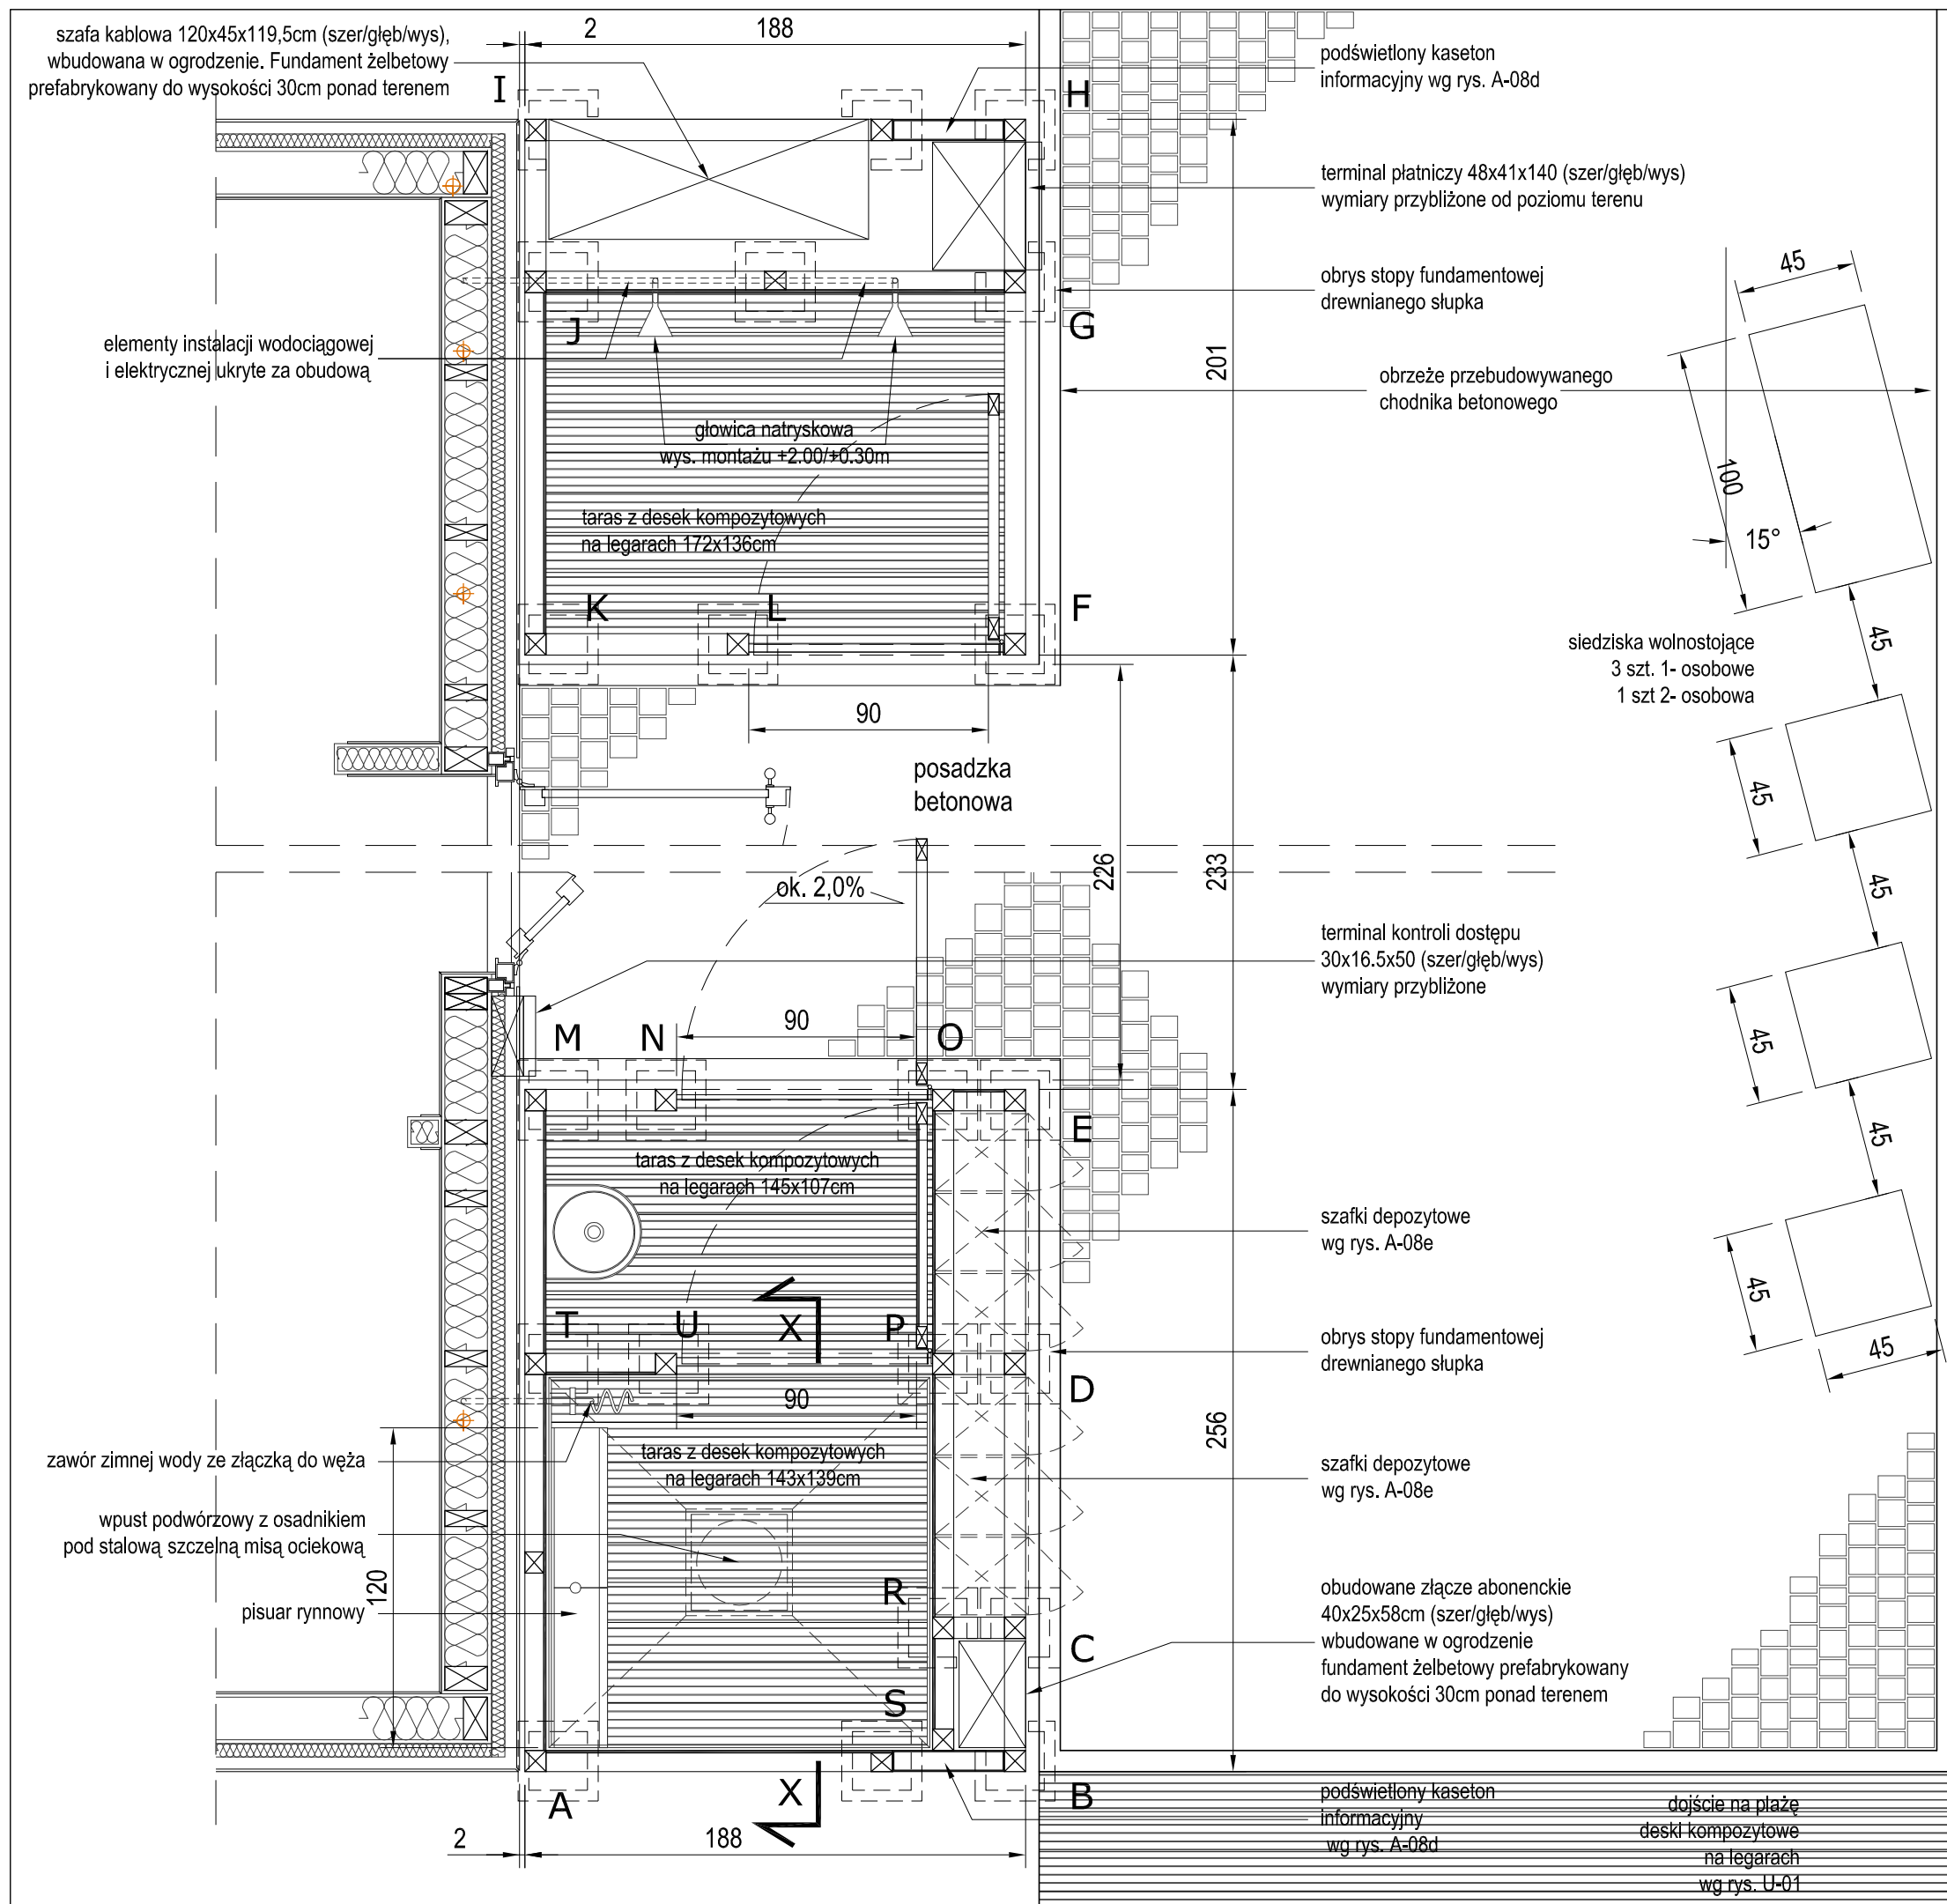 szafa kablowa 120x45x119,5cm (szer/głęb/wys),
wbudowana w ogrodzenie. Fundament żelbetowy
prefabrykowany do wysokości 30cm ponad terenem
2
188
I
H
podświetlony kaseton
informacyjny wg rys. A-08d
terminal płatniczy 48x41x140 (szer/głęb/wys)
wymiary przybliżone od poziomu terenu
obrys stopy fundamentowej
drewnianego słupka
J
G
elementy instalacji wodociągowej
i elektrycznej ukryte za obudową
201
obrzeże przebudowywanego
chodnika betonowego
45
100
15°
głowica natryskowa
wys. montażu +2.00/+0.30m
taras z desek kompozytowych
na legarach 172x136cm
K
L
F
45
siedziska wolnostojące
3 szt. 1- osobowe
1 szt 2- osobowa
90
posadzka
betonowa
45
226
233
ok. 2,0%
45
terminal kontroli dostępu
30x16.5x50 (szer/głęb/wys)
wymiary przybliżone
90
M
N
O
45
E
45
taras z desek kompozytowych
na legarach 145x107cm
szafki depozytowe
wg rys. A-08e
T
U
X
P
45
obrys stopy fundamentowej
drewnianego słupka
45
D
90
256
zawór zimnej wody ze złączką do węża
taras z desek kompozytowych
na legarach 143x139cm
szafki depozytowe
wg rys. A-08e
wpust podwórzowy z osadnikiem
pod stalową szczelną misą ociekową
120
pisuar rynnowy
R
obudowane złącze abonenckie
40x25x58cm (szer/głęb/wys)
wbudowane w ogrodzenie
fundament żelbetowy prefabrykowany
do wysokości 30cm ponad terenem
C
S
A
X
B
podświetlony kaseton
informacyjny
wg rys. A-08d
dojście na plażę
deski kompozytowe
na legarach
wg rys. U-01
2
188